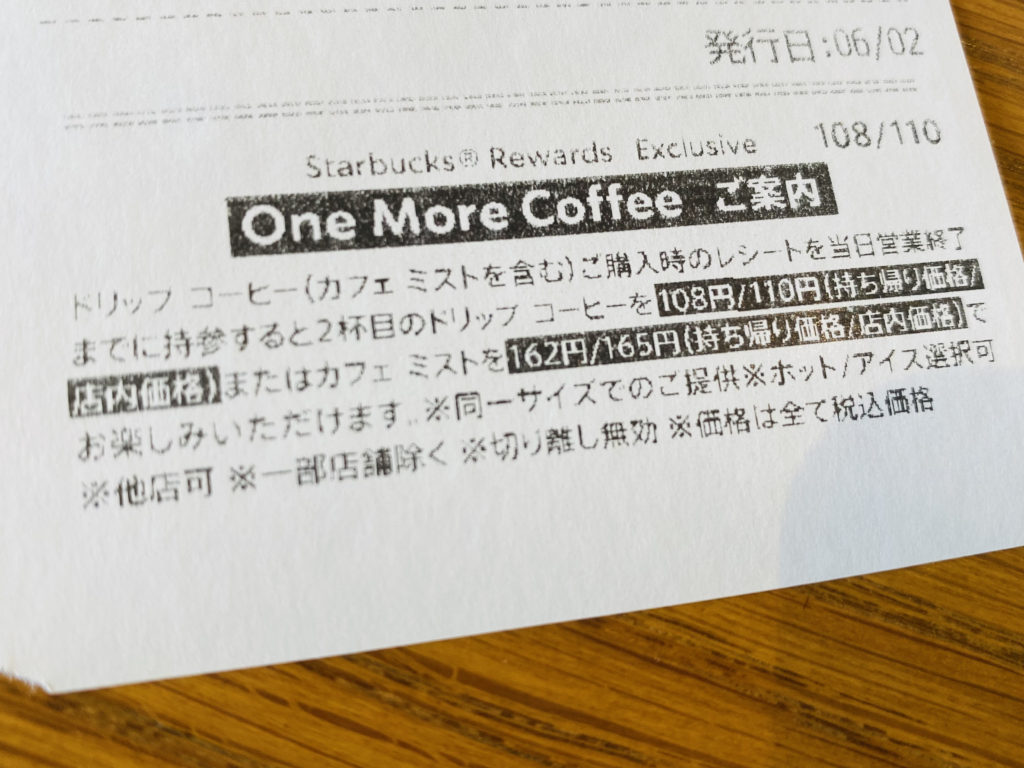 発行日:06/02
Starbucks® Rewards Exclusive 108/110
One More Coffee ご案内
ドリップ コーヒー(カフェ ミストを含む)ご購入時のレシートを当日営業終了
までに持参すると2杯目のドリップ コーヒーを108円/110円(持ち帰り価格/
店内価格)またはカフェ ミストを162円/165円(持ち帰り価格/店内価格)で
お楽しみいただけます。※同一サイズでのご提供※ホット/アイス選択可
※他店可 ※一部店舗除く ※切り離し無効 ※価格は全て税込価格